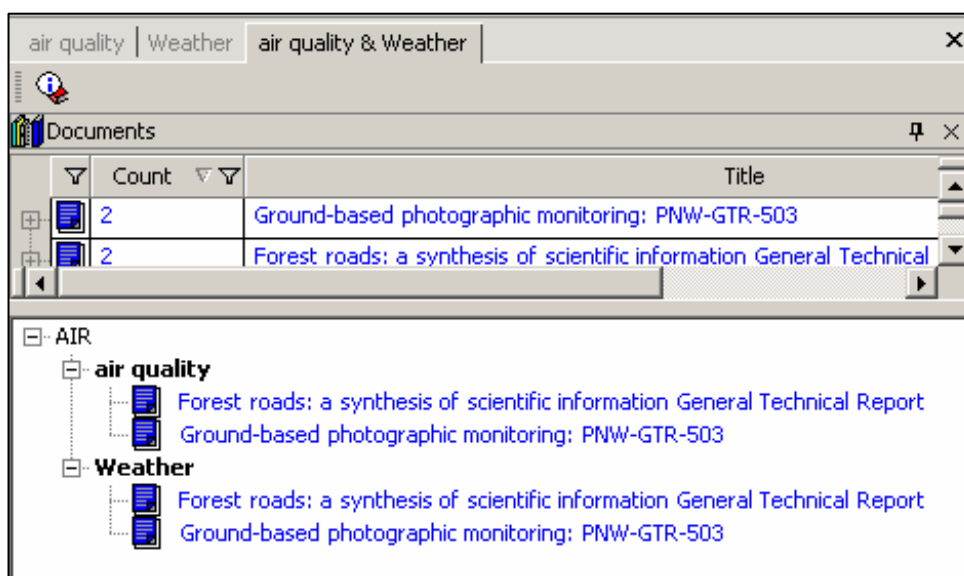 air quality Weather air quality & Weather
Documents
Count Title
2 Ground-based photographic monitoring: PNW-GTR-503
2 Forest roads: a synthesis of scientific information General Technical
AIR
air quality
Forest roads: a synthesis of scientific information General Technical Report
Ground-based photographic monitoring: PNW-GTR-503
Weather
Forest roads: a synthesis of scientific information General Technical Report
Ground-based photographic monitoring: PNW-GTR-503